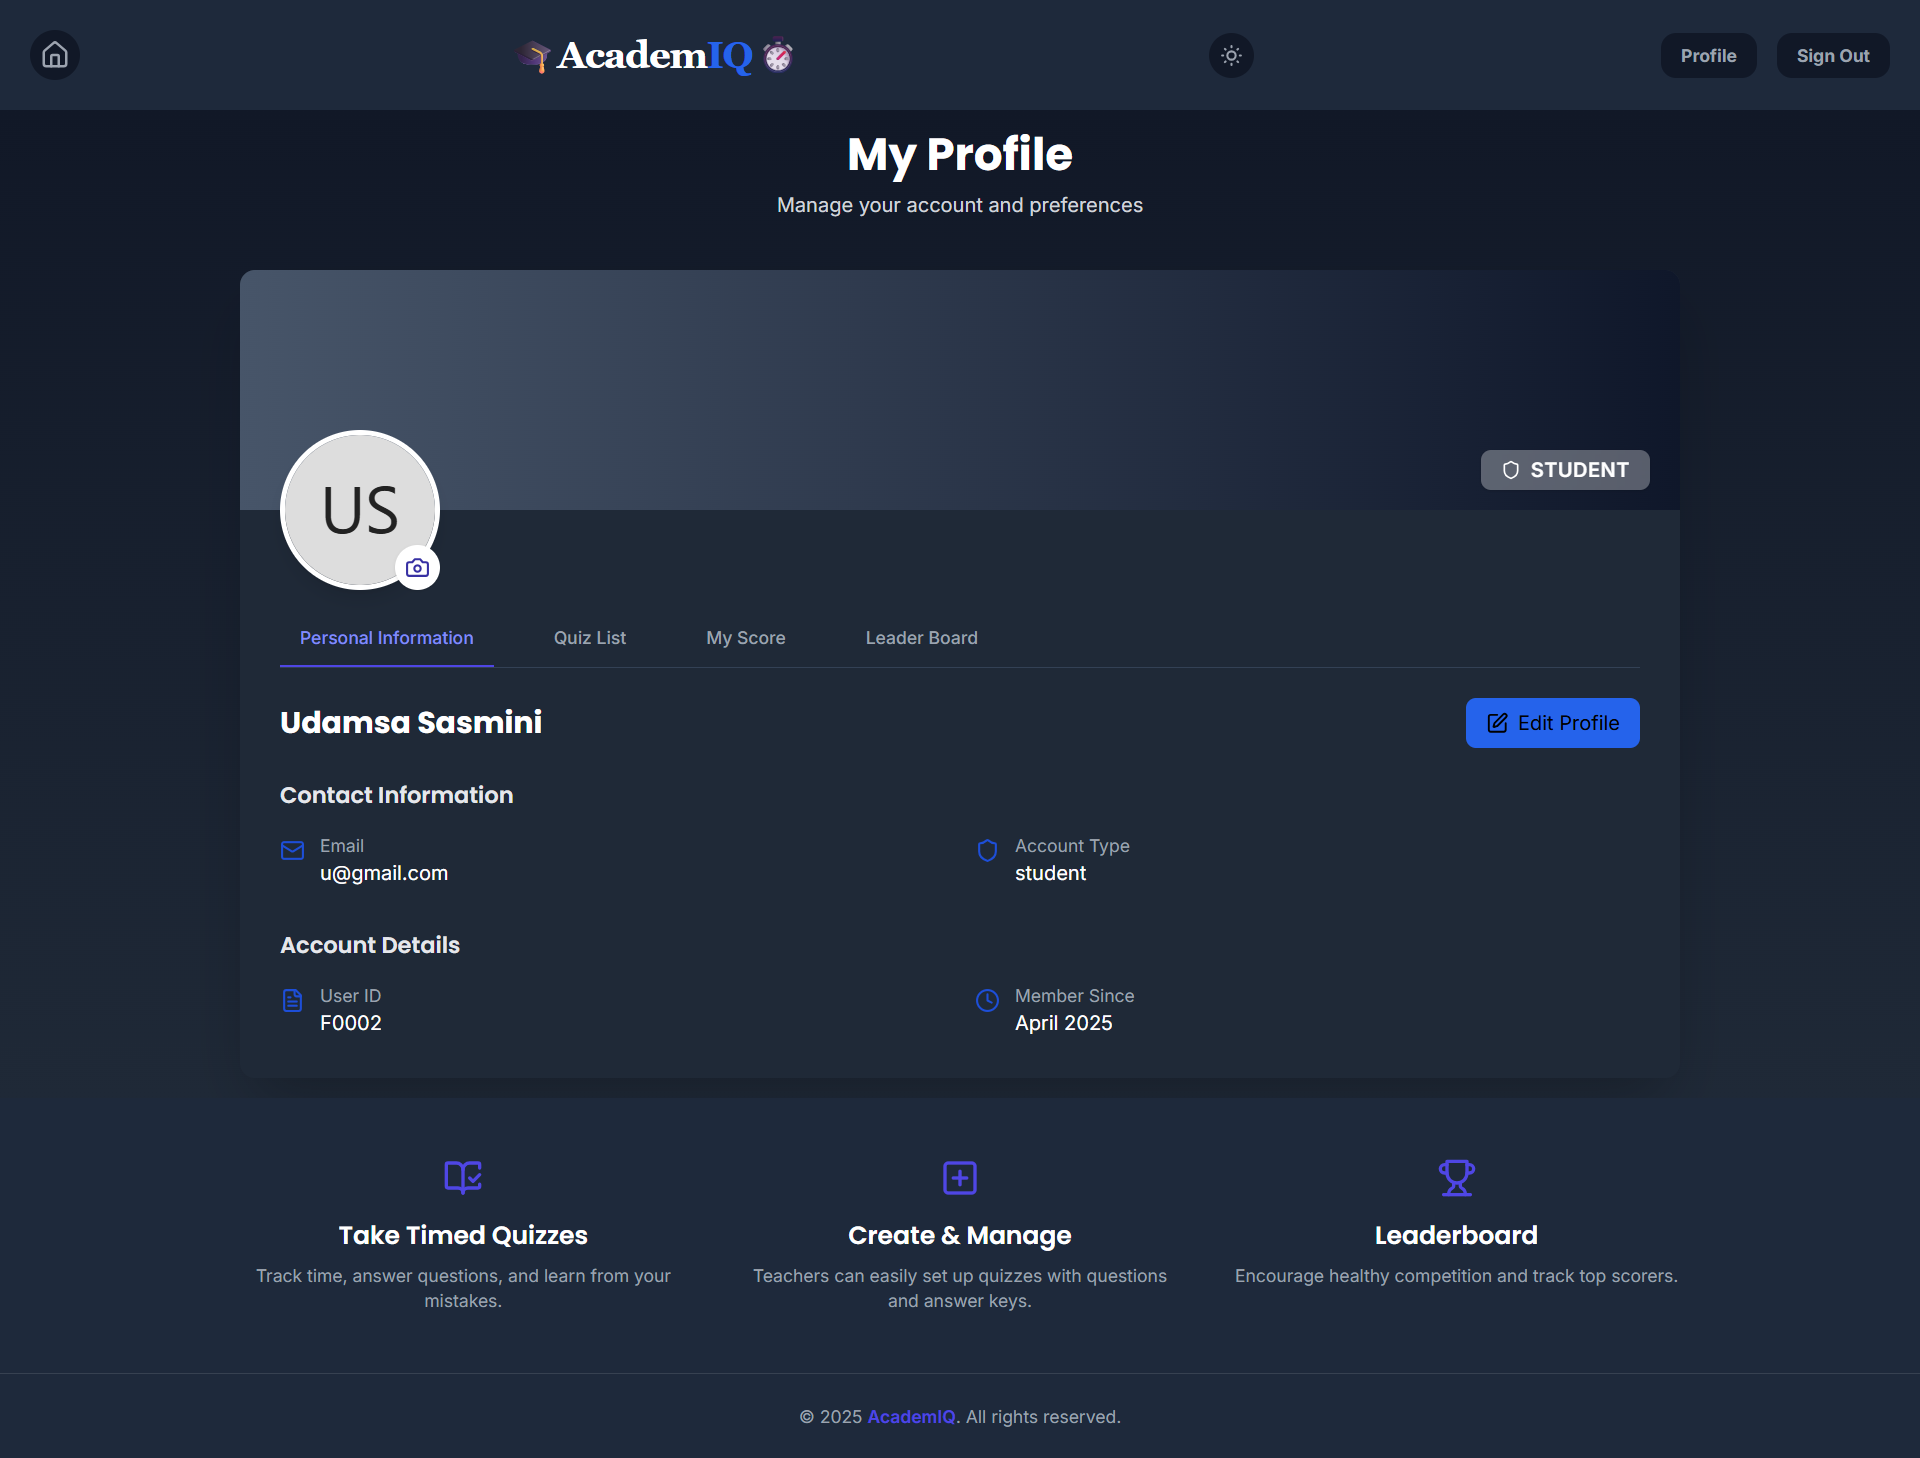 AcademIQ
Profile
Sign Out
My Profile
Manage your account and preferences
STUDENT
US
Personal Information
Quiz List
My Score
Leader Board
Udamsa Sasmini
Edit Profile
Contact Information
Email
u@gmail.com
Account Type
student
Account Details
User ID
F0002
Member Since
April 2025
Take Timed Quizzes
Track time, answer questions, and learn from your
mistakes.
Create & Manage
Teachers can easily set up quizzes with questions
and answer keys.
Leaderboard
Encourage healthy competition and track top scorers.
© 2025 AcademIQ. All rights reserved.